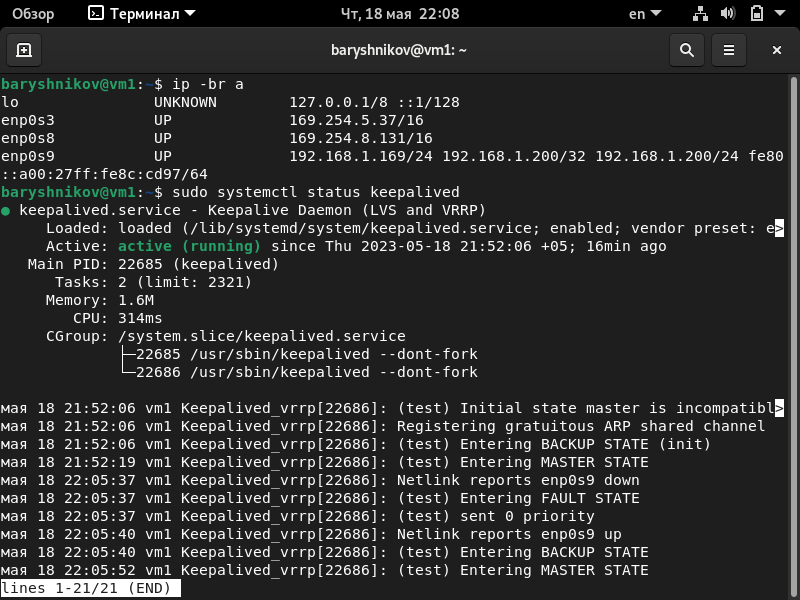 Обзор Терминал Чт, 18 мая 22:08 en
baryshnikov@vm1: ~
baryshnikov@vm1:~$ ip -br a
lo UNKNOWN 127.0.0.1/8 ::1/128
enp0s3 UP 169.254.5.37/16
enp0s8 UP 169.254.8.131/16
enp0s9 UP 192.168.1.169/24 192.168.1.200/32 192.168.1.200/24 fe80
::a00:27ff:fe8c:cd97/64
baryshnikov@vm1:~$ sudo systemctl status keepalived
● keepalived.service - Keepalive Daemon (LVS and VRRP)
Loaded: loaded (/lib/systemd/system/keepalived.service; enabled; vendor preset: e>
Active: active (running) since Thu 2023-05-18 21:52:06 +05; 16min ago
Main PID: 22685 (keepalived)
Tasks: 2 (limit: 2321)
Memory: 1.6M
CPU: 314ms
CGroup: /system.slice/keepalived.service
├─22685 /usr/sbin/keepalived --dont-fork
└─22686 /usr/sbin/keepalived --dont-fork
мая 18 21:52:06 vm1 Keepalived_vrrp[22686]: (test) Initial state master is incompatibl>
мая 18 21:52:06 vm1 Keepalived_vrrp[22686]: Registering gratuitous ARP shared channel
мая 18 21:52:06 vm1 Keepalived_vrrp[22686]: (test) Entering BACKUP STATE (init)
мая 18 21:52:19 vm1 Keepalived_vrrp[22686]: (test) Entering MASTER STATE
мая 18 22:05:37 vm1 Keepalived_vrrp[22686]: Netlink reports enp0s9 down
мая 18 22:05:37 vm1 Keepalived_vrrp[22686]: (test) Entering FAULT STATE
мая 18 22:05:37 vm1 Keepalived_vrrp[22686]: (test) sent 0 priority
мая 18 22:05:40 vm1 Keepalived_vrrp[22686]: Netlink reports enp0s9 up
мая 18 22:05:40 vm1 Keepalived_vrrp[22686]: (test) Entering BACKUP STATE
мая 18 22:05:52 vm1 Keepalived_vrrp[22686]: (test) Entering MASTER STATE
lines 1-21/21 (END)